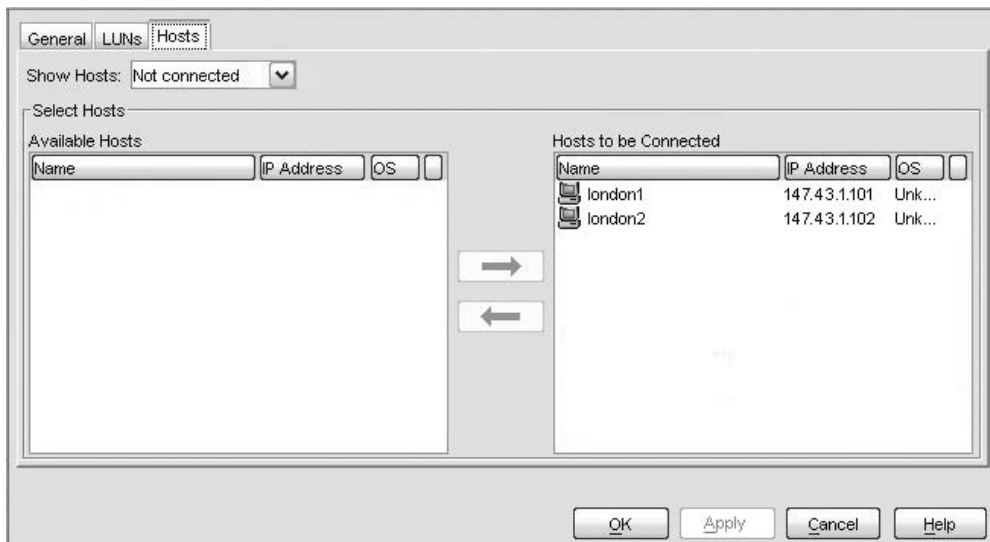 General LUNs Hosts
Show Hosts: Not connected
Select Hosts
Available Hosts
Name IP Address OS
Hosts to be Connected
Name IP Address OS
london1 147.43.1.101 Unk...
london2 147.43.1.102 Unk...
OK Apply Cancel Help